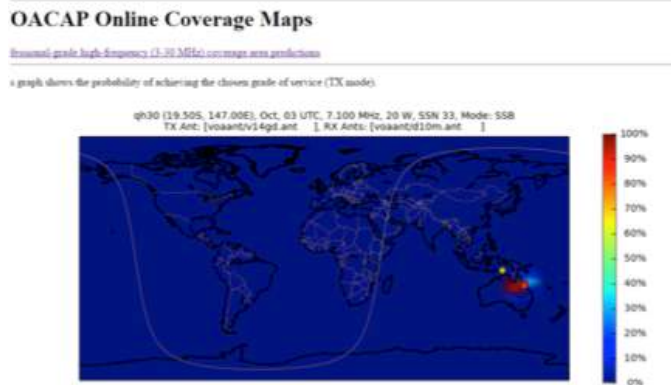 OACAP Online Coverage Maps
fessional-grade high-frequency (3-30 MHz) coverage area predictions
s graph shows the probability of achieving the chosen grade of service (TX mode).
qh30 (19.50S, 147.00E), Oct, 03 UTC, 7.100 MHz, 20 W, SSN 33, Mode: SSB
TX Ant: [voaant/v14gd.ant ], RX Ants: [voaant/d10m.ant ]
100%
90%
80%
70%
60%
50%
40%
30%
20%
10%
0%